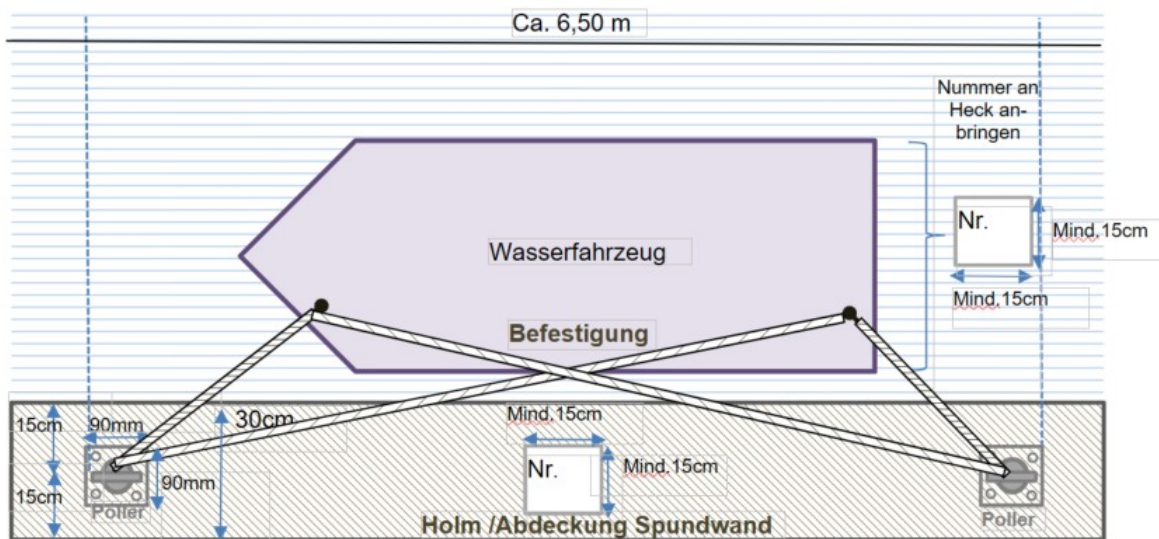 Ca. 6,50 m
Nummer an
Heck an-
bringen
Nr.
Mind.15cm
Mind.15cm
Wasserfahrzeug
Befestigung
15cm
90mm
30cm
Mind.15cm
Nr.
Mind.15cm
90mm
15cm
Poller
Holm /Abdeckung Spundwand
Poller